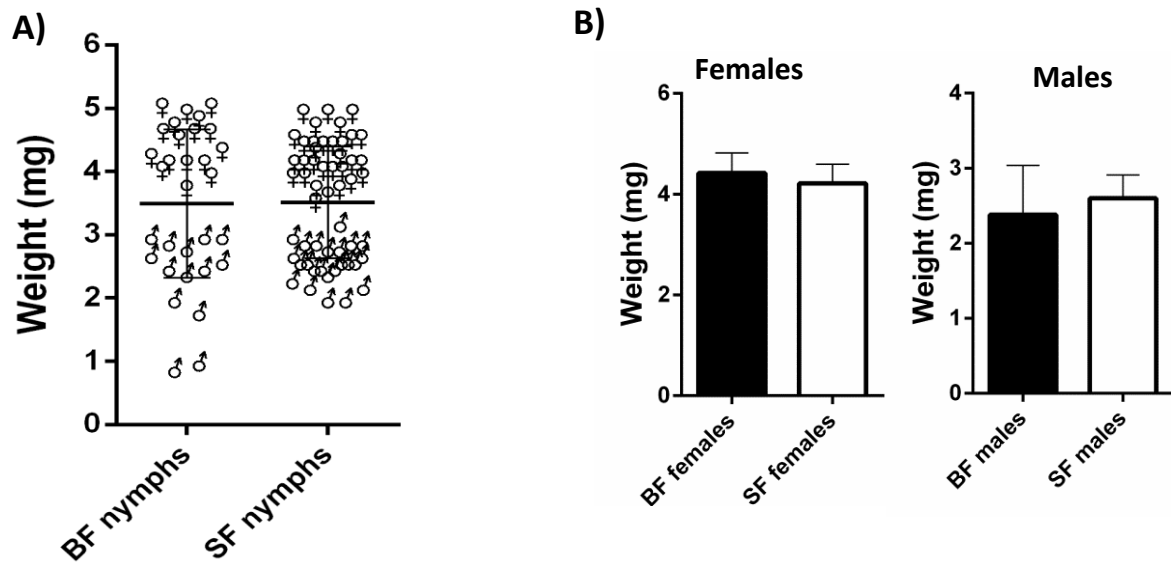 A)
Weight (mg)
6
5
4
3
2
1
0
BF nymphs
SF nymphs
B)
Females
Weight (mg)
6
4
2
0
BF females
SF females
Males
Weight (mg)
4
3
2
1
0
BF males
SF males